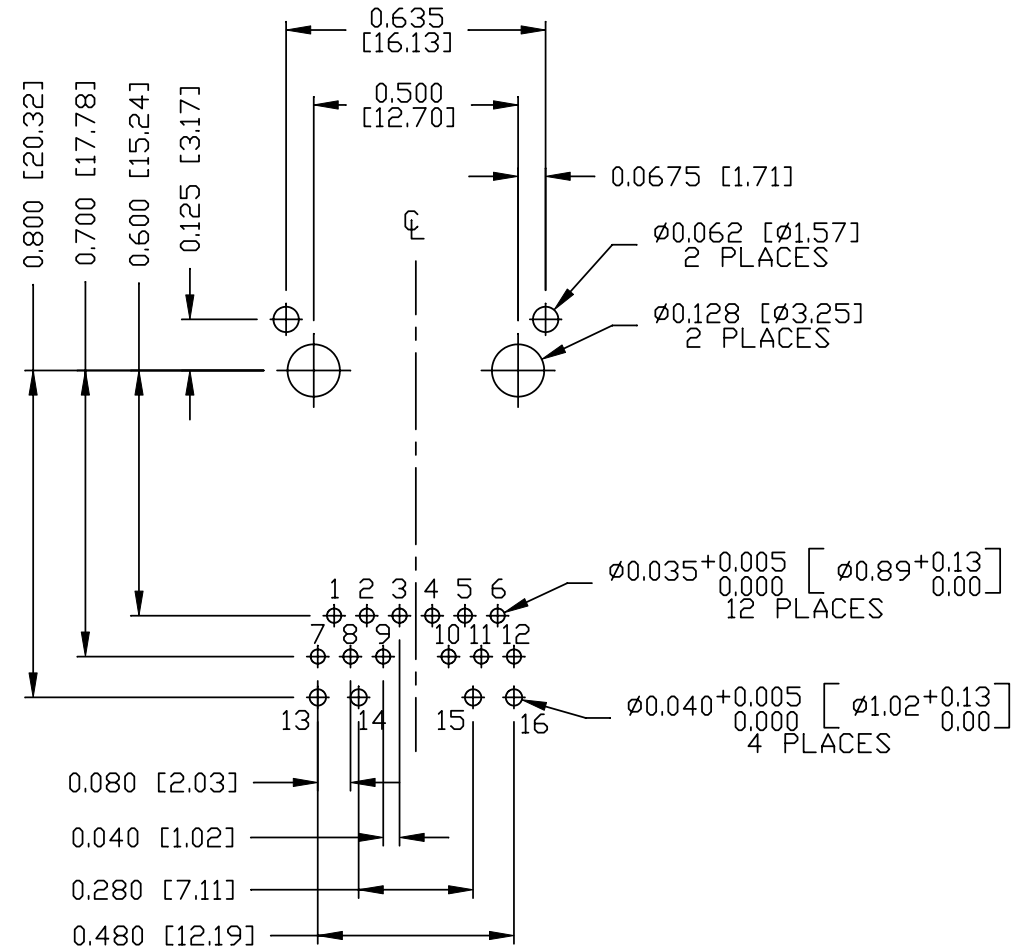 0.635
[16.13]
0.500
[12.70]
0.800 [20.32]
0.700 [17.78]
0.600 [15.24]
0.125 [3.17]
0.0675 [1.71]
℄
Ø0.062 [Ø1.57]
2 PLACES
Ø0.128 [Ø3.25]
2 PLACES
Ø0.035 +0.005 0.000 [Ø0.89 +0.13 0.00]
12 PLACES
1 2 3 4 5 6
7 8 9 10 11 12
13 14 15 16
Ø0.040 +0.005 0.000 [Ø1.02 +0.13 0.00]
4 PLACES
0.080 [2.03]
0.040 [1.02]
0.280 [7.11]
0.480 [12.19]